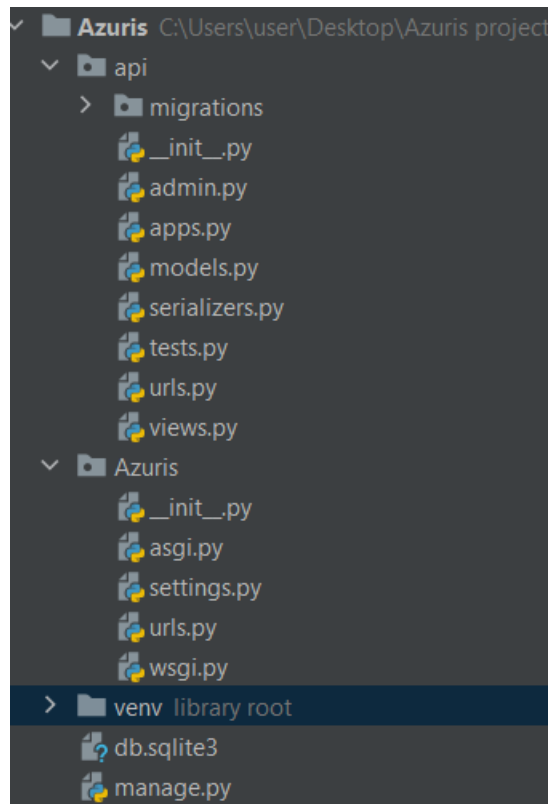 Azuris C:\Users\user\Desktop\Azuris project
api
migrations
__init__.py
admin.py
apps.py
models.py
serializers.py
tests.py
urls.py
views.py
Azuris
__init__.py
asgi.py
settings.py
urls.py
wsgi.py
venv library root
db.sqlite3
manage.py